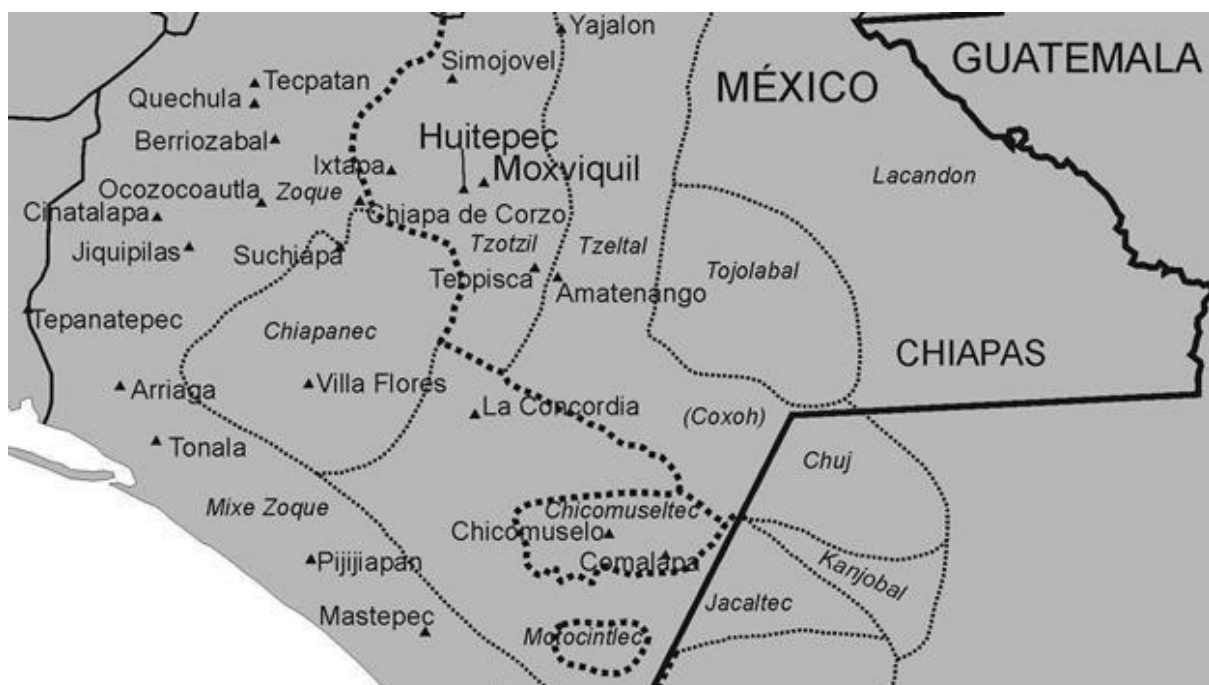 Yajalon
Simojovel
GUATEMALA
MÉXICO
Tecpatan
Quechula
Berriozabal
Huitepec
Ixtapa
Moxviquil
Lacandon
Ocozocoautla
Zoque
Cinatalapa
Chiapa de Corzo
Jiquipilas
Suchiapa
Tzotzil
Tzeltal
Tojolabal
Teopisca
Amatenango
Tepanatepec
Chiapanec
CHIAPAS
Arriaga
Villa Flores
La Concordia
(Coxoh)
Tonala
Chuj
Mixe Zoque
Chicomuseltec
Chicomuselo
Pijijiapan
Comalapa
Kanjobal
Jacaltec
Mastepec
Motocintlec